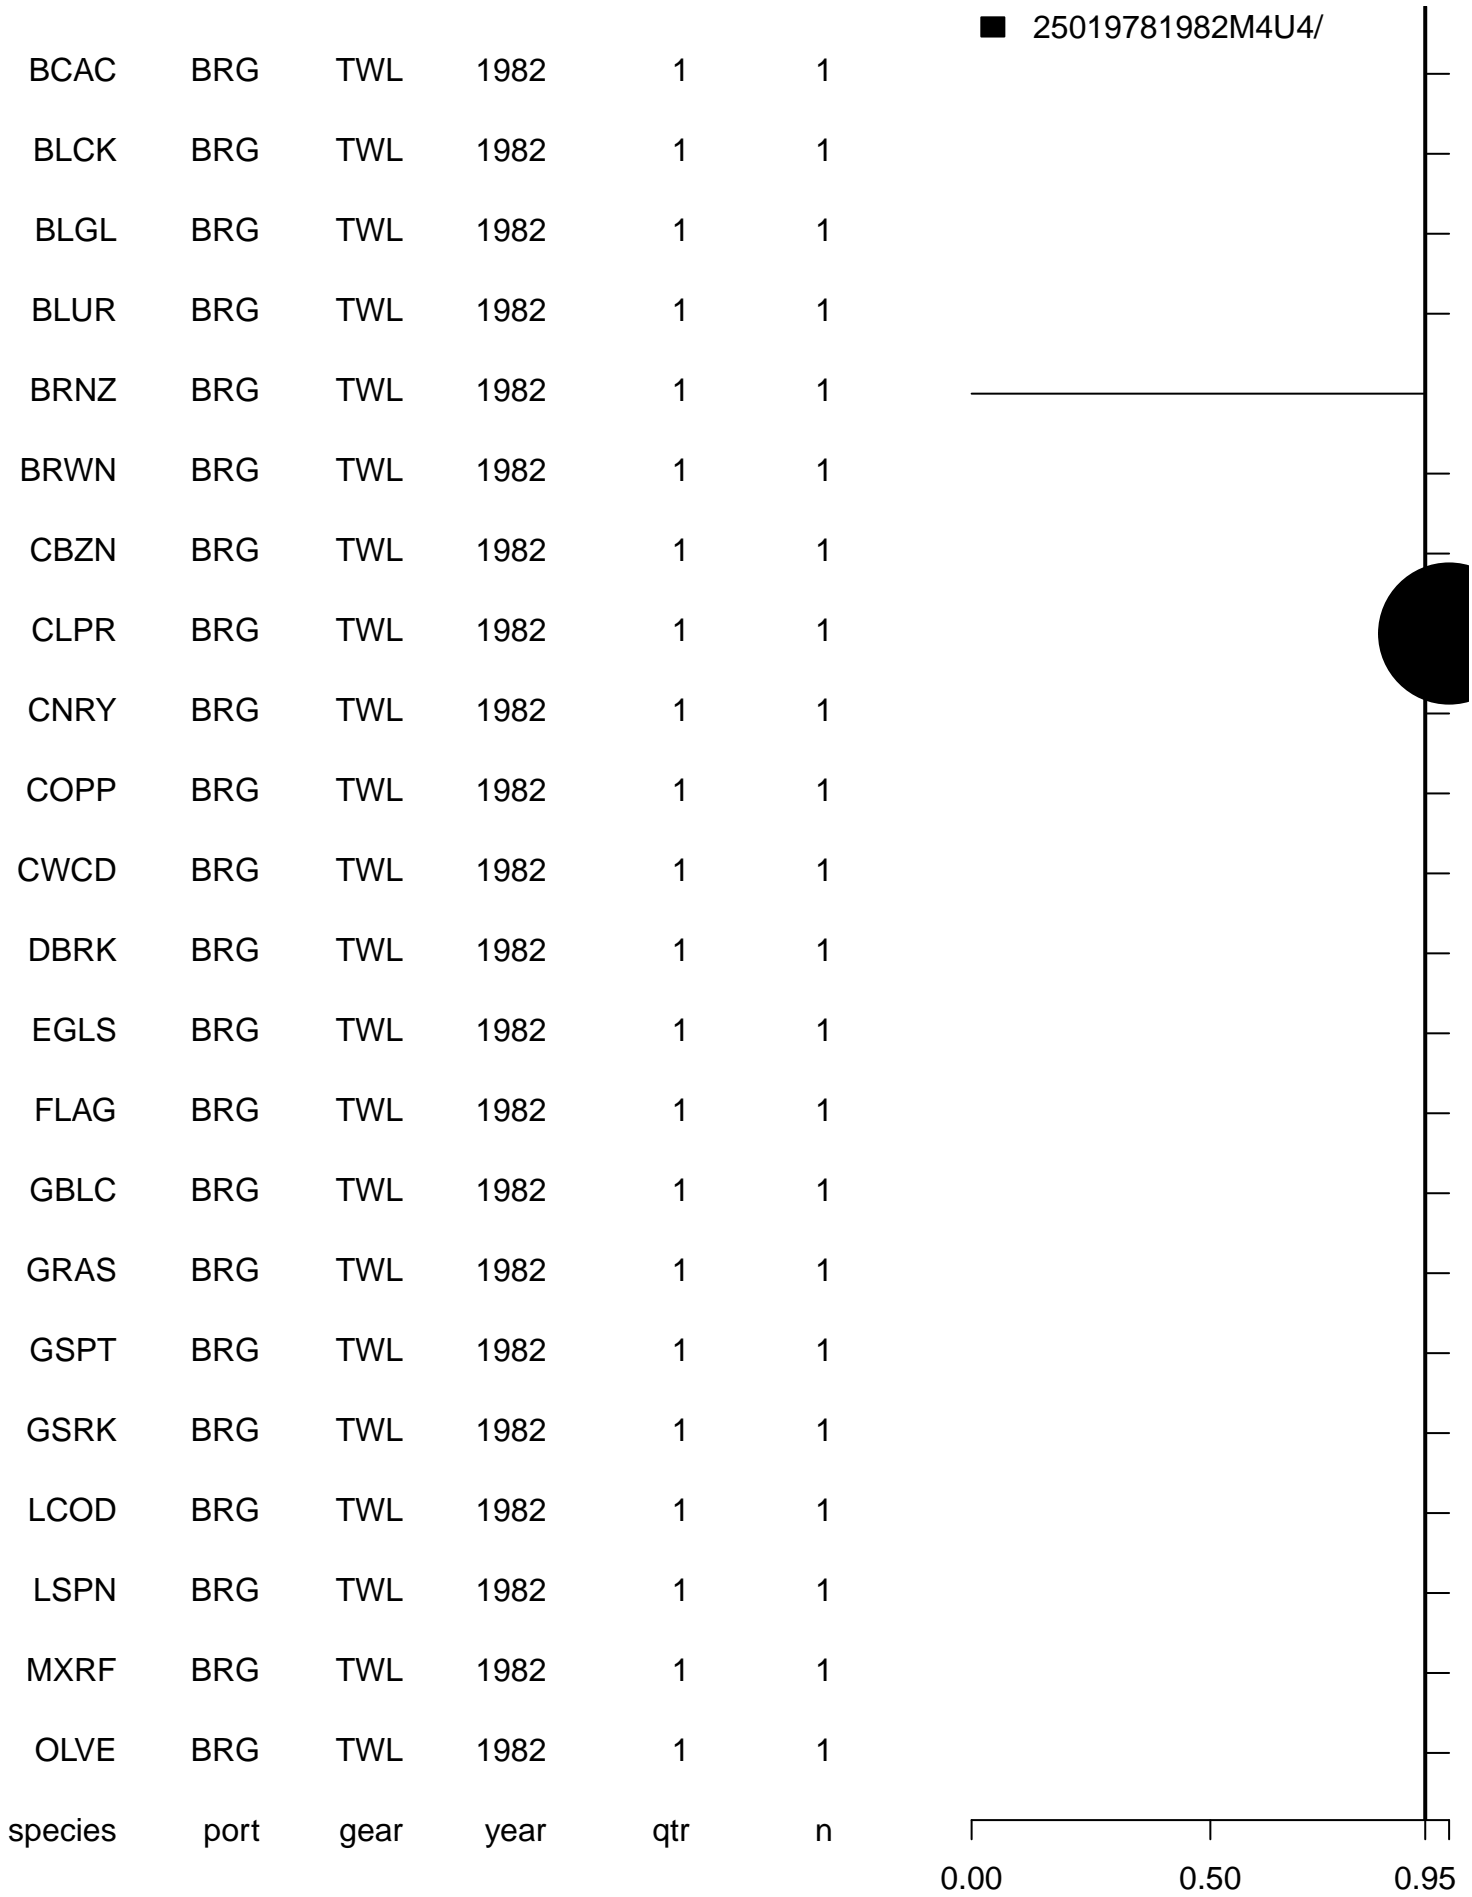 25019781982M4U4/
BCAC BRG TWL 1982 1 1
BLCK BRG TWL 1982 1 1
BLGL BRG TWL 1982 1 1
BLUR BRG TWL 1982 1 1
BRNZ BRG TWL 1982 1 1
BRWN BRG TWL 1982 1 1
CBZN BRG TWL 1982 1 1
CLPR BRG TWL 1982 1 1
CNRY BRG TWL 1982 1 1
COPP BRG TWL 1982 1 1
CWCD BRG TWL 1982 1 1
DBRK BRG TWL 1982 1 1
EGLS BRG TWL 1982 1 1
FLAG BRG TWL 1982 1 1
GBLC BRG TWL 1982 1 1
GRAS BRG TWL 1982 1 1
GSPT BRG TWL 1982 1 1
GSRK BRG TWL 1982 1 1
LCOD BRG TWL 1982 1 1
LSPN BRG TWL 1982 1 1
MXRF BRG TWL 1982 1 1
OLVE BRG TWL 1982 1 1
species port gear year qtr n
0.00 0.50 0.95